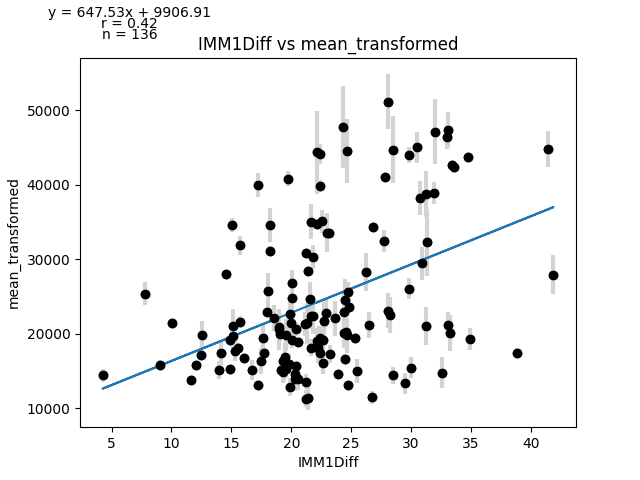 y = 647.53x + 9906.91
r = 0.42
n = 136
IMM1Diff vs mean_transformed
50000
40000
30000
20000
10000
mean_transformed
5 10 15 20 25 30 35 40
IMM1Diff